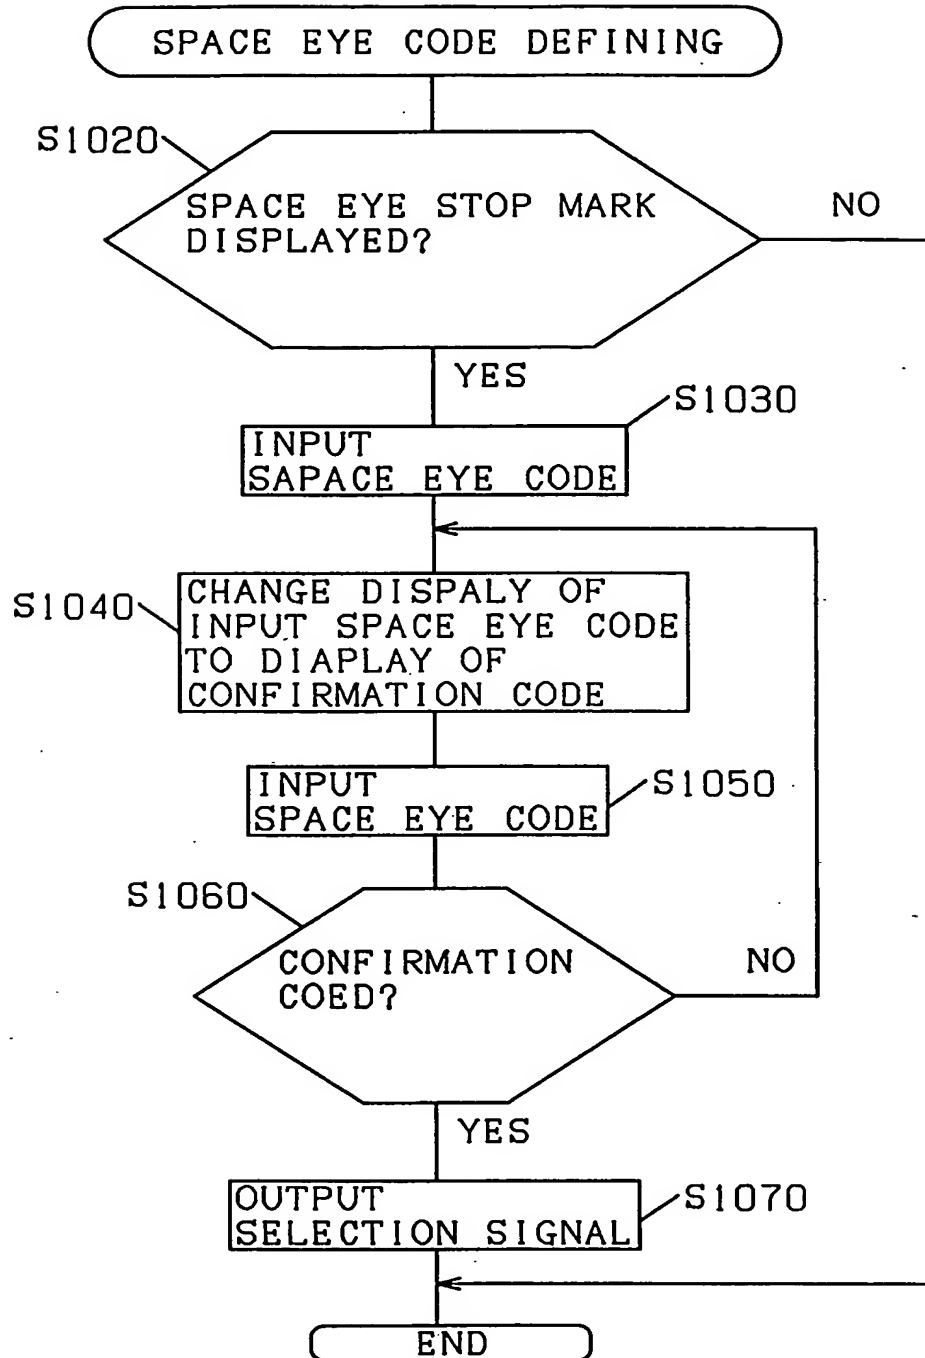 SPACE EYE CODE DEFINING
S1020
SPACE EYE STOP MARK
DISPLAYED?
NO
YES
S1030
INPUT
SAPACE EYE CODE
S1040
CHANGE DISPALY OF
INPUT SPACE EYE CODE
TO DIAPLAY OF
CONFIRMATION CODE
S1050
INPUT
SPACE EYE CODE
S1060
CONFIRMATION
COED?
NO
YES
S1070
OUTPUT
SELECTION SIGNAL
END